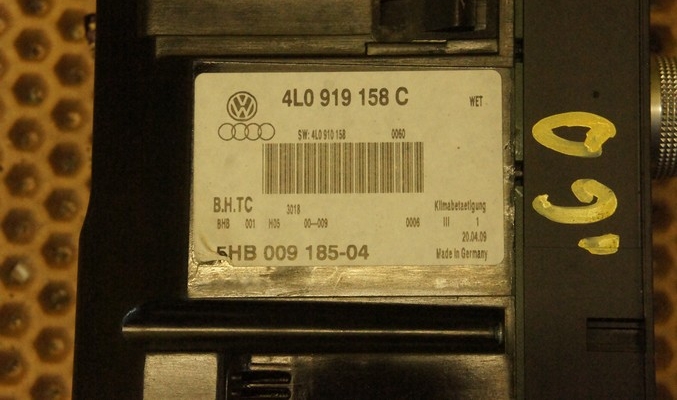 4L0 919 158 C
WET
SW: 4L0 910 158 0060
B.H.TC 3018 Klimabetaetigung
BHB 001 H05 00—009 0006 III 1
20.04.09
5HB 009 185-04 Made in Germany